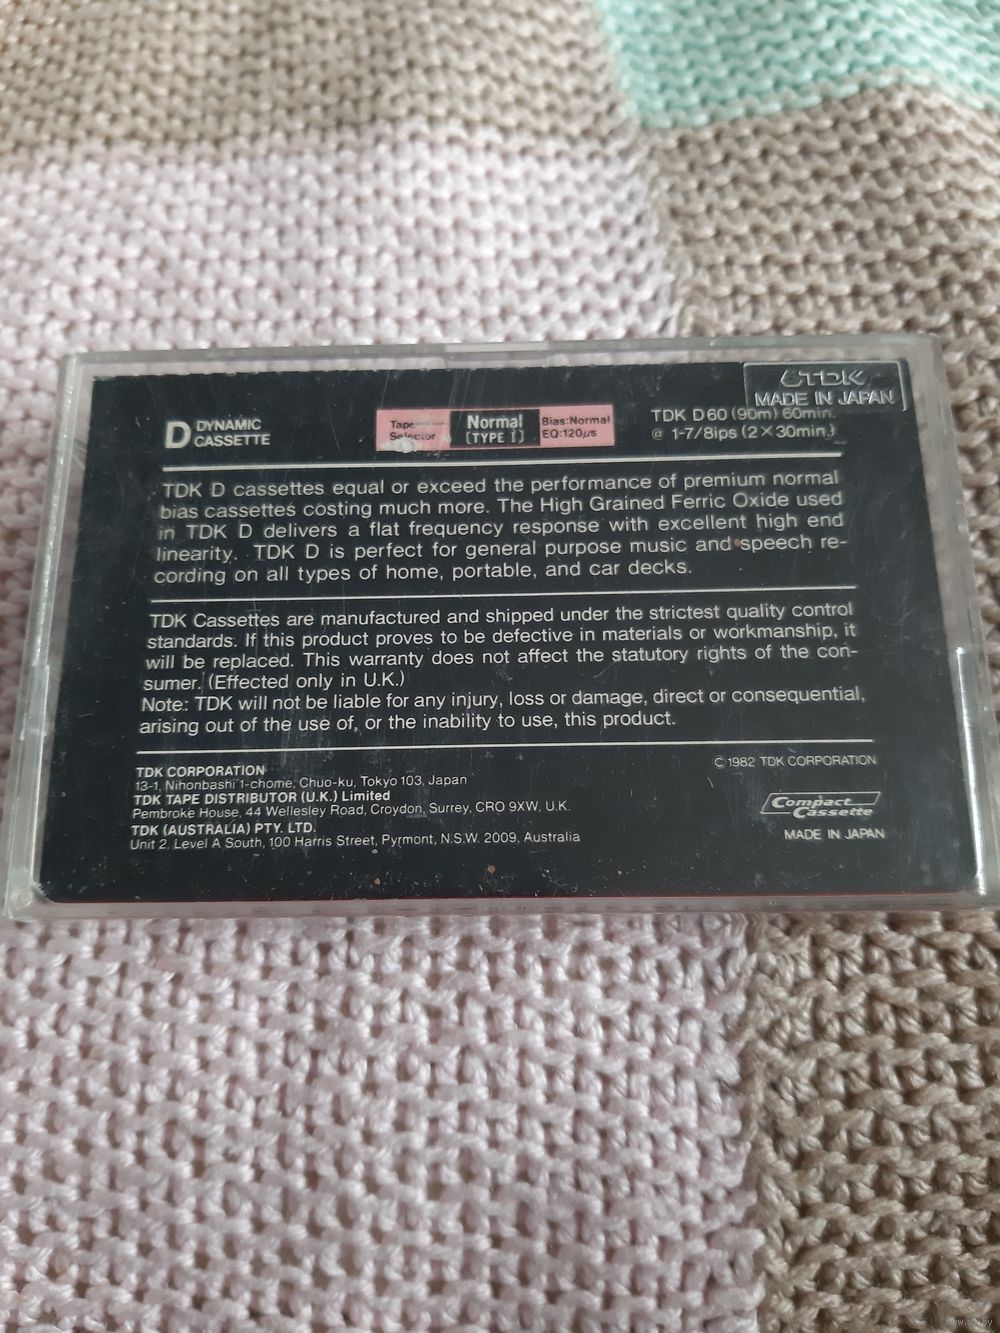 TDK
MADE IN JAPAN
D DYNAMIC
CASSETTE
Tape
Selector
Normal
(TYPE I)
Bias:Normal
EQ:120μs
TDK D60 (90m) 60min.
@ 1-7/8ips (2×30min.)
TDK D cassettes equal or exceed the performance of premium normal
bias cassettes costing much more. The High Grained Ferric Oxide used
in TDK D delivers a flat frequency response with excellent high end
linearity. TDK D is perfect for general purpose music and speech re-
cording on all types of home, portable, and car decks.
TDK Cassettes are manufactured and shipped under the strictest quality control
standards. If this product proves to be defective in materials or workmanship, it
will be replaced. This warranty does not affect the statutory rights of the con-
sumer. (Effected only in U.K.)
Note: TDK will not be liable for any injury, loss or damage, direct or consequential,
arising out of the use of, or the inability to use, this product.
TDK CORPORATION
13-1, Nihonbashi 1-chome, Chuo-ku, Tokyo 103, Japan
TDK TAPE DISTRIBUTOR (U.K.) Limited
Pembroke House, 44 Wellesley Road, Croydon, Surrey, CRO 9XW, U.K.
TDK (AUSTRALIA) PTY. LTD.
Unit 2, Level A South, 100 Harris Street, Pyrmont, N.S.W. 2009, Australia
© 1982 TDK CORPORATION
Compact
Cassette
MADE IN JAPAN